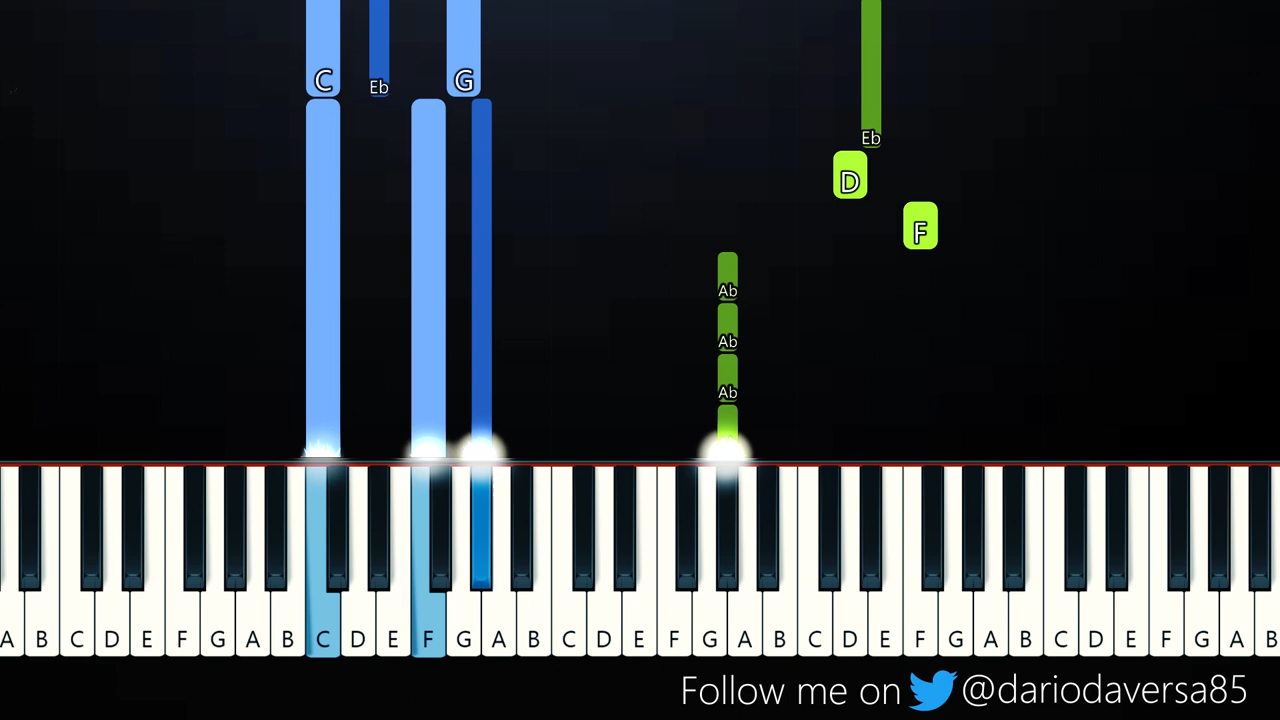 C Eb G
Eb
D
F
Ab
Ab
Ab
A B C D E F G A B C D E F G A B C D E F G A B C D E F G A B C D E F G A B
Follow me on @dariodaversa85